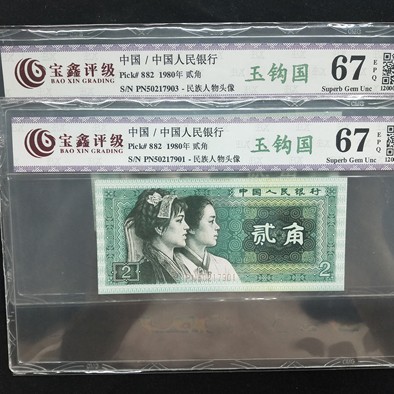 宝鑫评级
BAO XIN GRADING
中国 / 中国人民银行
Pick# 882 1980年 贰角
S/N PN50217903 - 民族人物头像
玉钩国
67
EPQ
Superb Gem Unc
宝鑫评级
BAO XIN GRADING
中国 / 中国人民银行
Pick# 882 1980年 贰角
S/N PN50217901 - 民族人物头像
玉钩国
67
EPQ
Superb Gem Unc
中国人民银行
贰角
2
2